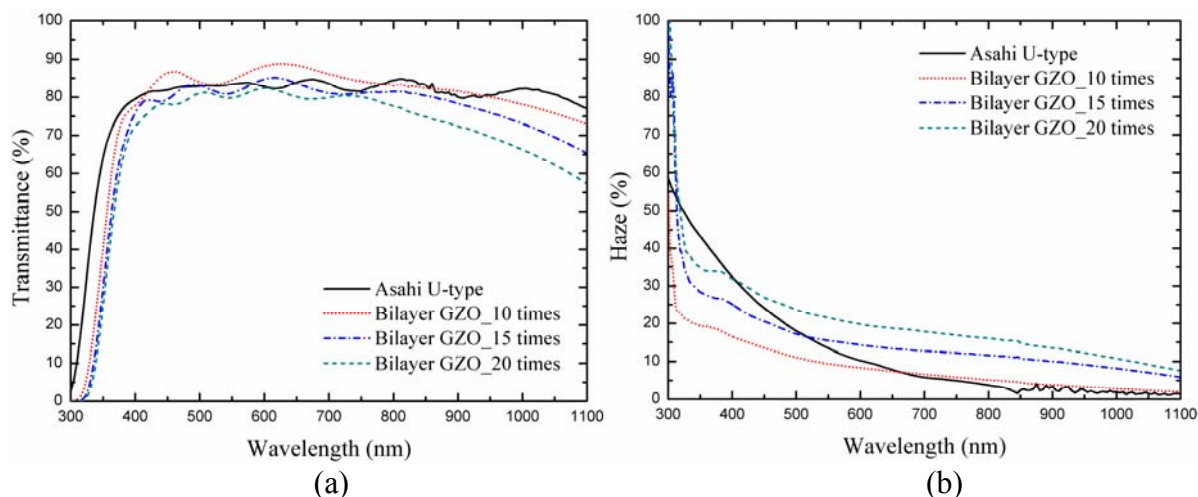 100
90
80
70
60
50
40
30
20
10
0
Transmittance (%)
Asahi U-type
Bilayer GZO_10 times
Bilayer GZO_15 times
Bilayer GZO_20 times
300 400 500 600 700 800 900 1000 1100
Wavelength (nm)
(a)
100
90
80
70
60
50
40
30
20
10
0
Haze (%)
Asahi U-type
Bilayer GZO_10 times
Bilayer GZO_15 times
Bilayer GZO_20 times
300 400 500 600 700 800 900 1000 1100
Wavelength (nm)
(b)